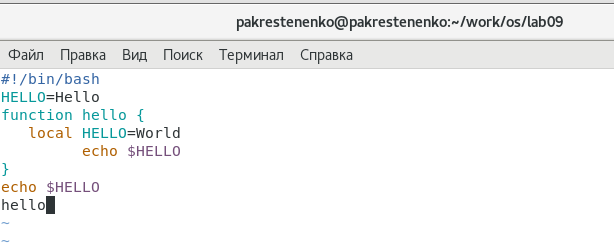 pakrestenenko@pakrestenenko:~/work/os/lab09
Файл Правка Вид Поиск Терминал Справка
#!/bin/bash
HELLO=Hello
function hello {
   local HELLO=World
         echo $HELLO
}
echo $HELLO
hello
~
~